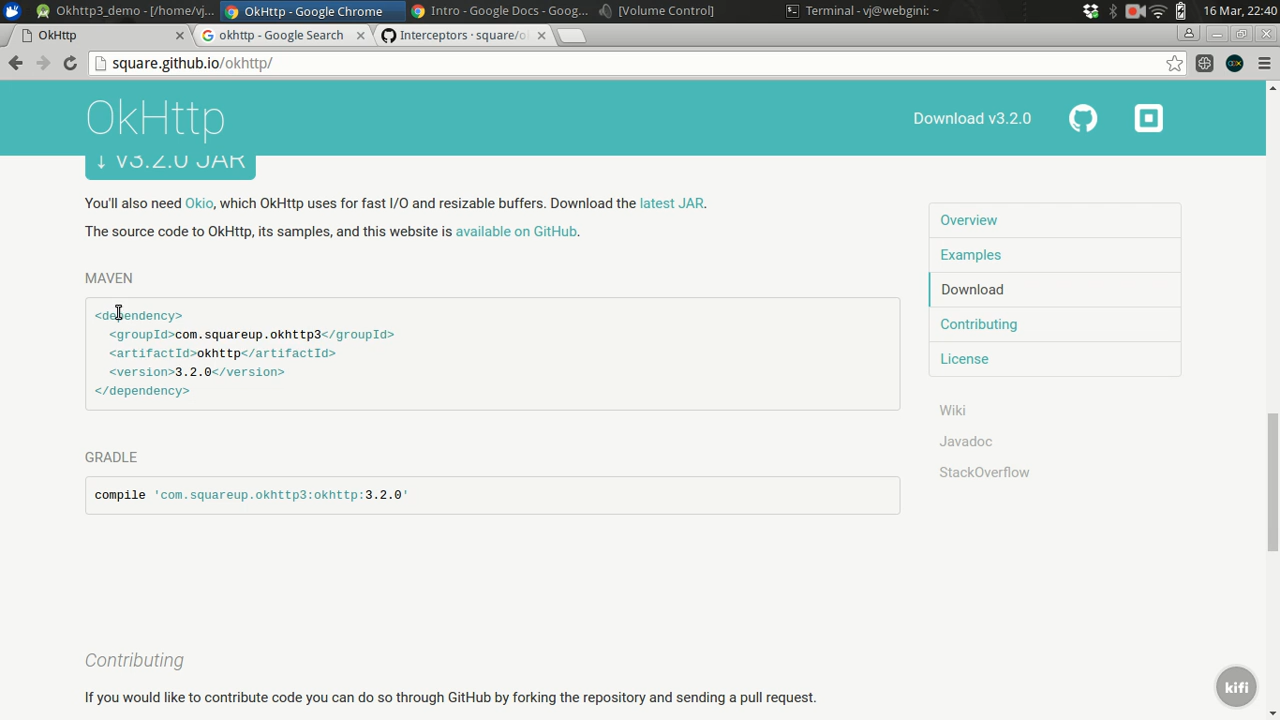 Okhttp3_demo - [/home/vj... OkHttp - Google Chrome Intro - Google Docs - Goog... [Volume Control] Terminal - vj@webgini: ~ 16 Mar, 22:40
OkHttp okhttp - Google Search Interceptors · square/o
square.github.io/okhttp/
OkHttp
Download v3.2.0
↓ v3.2.0 JAR
You'll also need Okio, which OkHttp uses for fast I/O and resizable buffers. Download the latest JAR.
The source code to OkHttp, its samples, and this website is available on GitHub.
MAVEN
<dependency>
  <groupId>com.squareup.okhttp3</groupId>
  <artifactId>okhttp</artifactId>
  <version>3.2.0</version>
</dependency>
GRADLE
compile 'com.squareup.okhttp3:okhttp:3.2.0'
Contributing
If you would like to contribute code you can do so through GitHub by forking the repository and sending a pull request.
Overview
Examples
Download
Contributing
License
Wiki
Javadoc
StackOverflow
kifi